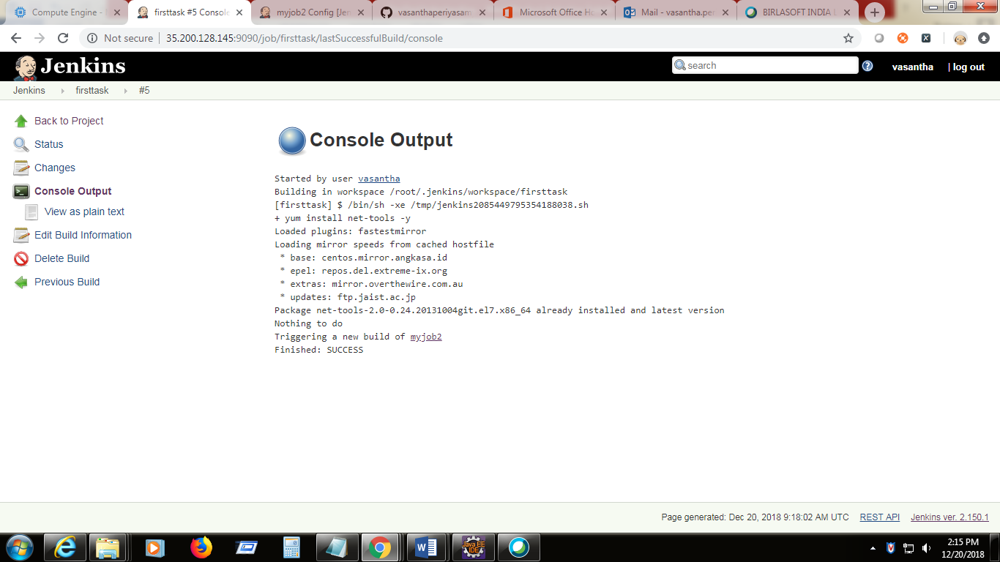 Compute Engine -
firsttask #5 Console
myjob2 Config [Jen
vasanthaperiyasam
Microsoft Office Ho
Mail - vasantha.per
BIRLASOFT INDIA L
Not secure | 35.200.128.145:9090/job/firsttask/lastSuccessfulBuild/console
Jenkins
search
vasantha
| log out
Jenkins
firsttask
#5
Back to Project
Status
Changes
Console Output
View as plain text
Edit Build Information
Delete Build
Previous Build
Console Output
Started by user vasantha
Building in workspace /root/.jenkins/workspace/firsttask
[firsttask] $ /bin/sh -xe /tmp/jenkins2085449795354188038.sh
+ yum install net-tools -y
Loaded plugins: fastestmirror
Loading mirror speeds from cached hostfile
* base: centos.mirror.angkasa.id
* epel: repos.del.extreme-ix.org
* extras: mirror.overthewire.com.au
* updates: ftp.jaist.ac.jp
Package net-tools-2.0-0.24.20131004git.el7.x86_64 already installed and latest version
Nothing to do
Triggering a new build of myjob2
Finished: SUCCESS
Page generated: Dec 20, 2018 9:18:02 AM UTC
REST API
Jenkins ver. 2.150.1
Java EE
IDE
2:15 PM
12/20/2018